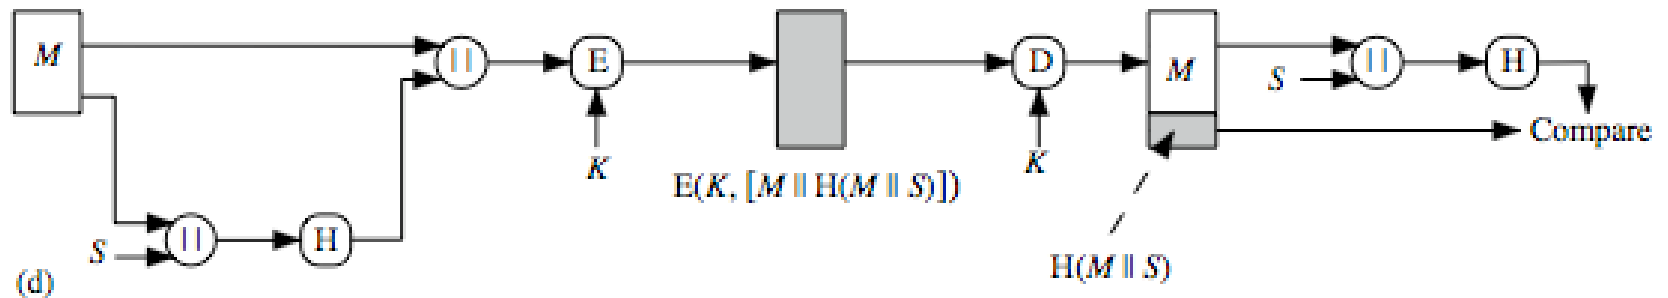 M || E D M S || H
K K Compare
E(K, [M || H(M || S)])
S || H
H(M || S)
(d)